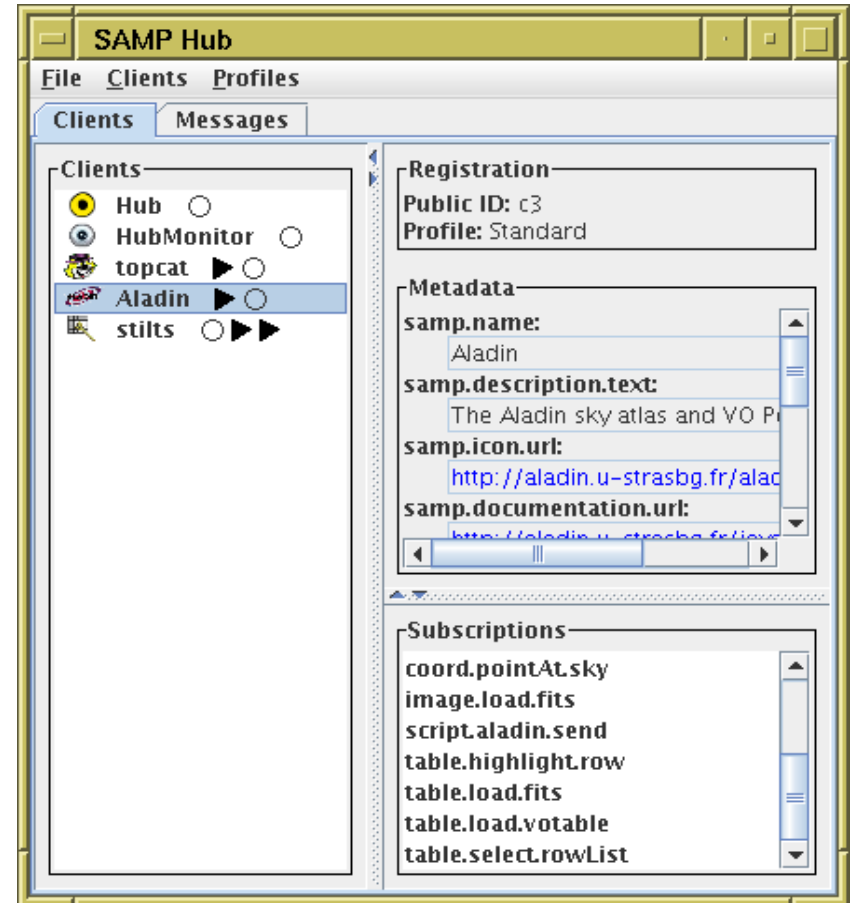 SAMP Hub
File Clients Profiles
Clients Messages
Clients
Hub
HubMonitor
topcat
Aladin
stilts
Registration
Public ID: c3
Profile: Standard
Metadata
samp.name:
Aladin
samp.description.text:
The Aladin sky atlas and VO
samp.icon.url:
http://aladin.u-strasbg.fr/alad
samp.documentation.url:
Subscriptions
coord.pointAt.sky
image.load.fits
script.aladin.send
table.highlight.row
table.load.fits
table.load.votable
table.select.rowList